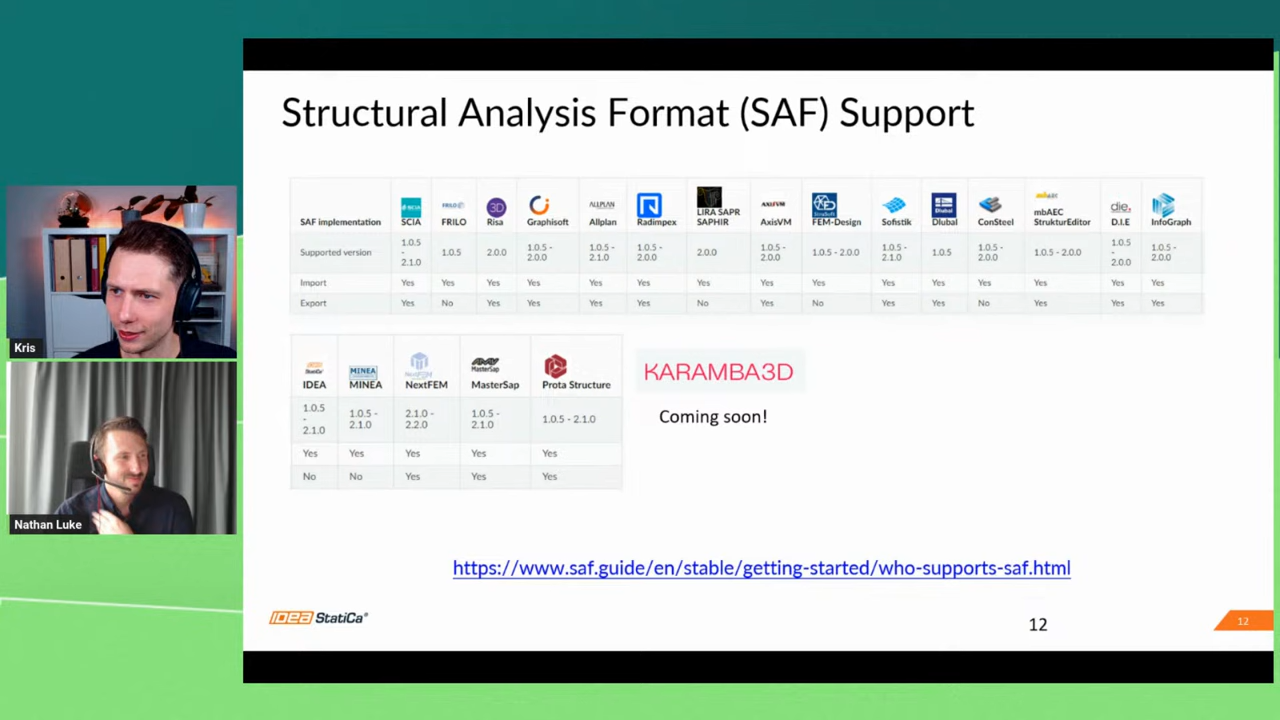 Structural Analysis Format (SAF) Support
SAF implementation SCIA FRILO Risa Graphisoft Allplan Radimpex LIRA SAPR SAPHIR AxisVM FEM-Design Sofistik Dlubal ConSteel mbAEC StrukturEditor D.I.E InfoGraph
Supported version 1.0.5 - 2.1.0 1.0.5 2.0.0 1.0.5 - 2.0.0 1.0.5 - 2.1.0 1.0.5 - 2.0.0 2.0.0 1.0.5 - 2.0.0 1.0.5 - 2.0.0 1.0.5 - 2.1.0 1.0.5 1.0.5 - 2.0.0 1.0.5 - 2.0.0 1.0.5 - 2.0.0 1.0.5 - 2.0.0
Import Yes Yes Yes Yes Yes Yes Yes Yes Yes Yes Yes Yes Yes Yes Yes
Export Yes No Yes Yes Yes Yes No Yes No Yes Yes No Yes Yes Yes
IDEA MINEA NextFEM MasterSap Prota Structure
1.0.5 - 2.1.0 1.0.5 - 2.1.0 2.1.0 - 2.2.0 1.0.5 - 2.1.0 1.0.5 - 2.1.0
Yes Yes Yes Yes Yes
No No Yes Yes Yes
KARAMBA3D
Coming soon!
https://www.saf.guide/en/stable/getting-started/who-supports-saf.html
IDEA StatiCa®
12
12
Kris
Nathan Luke